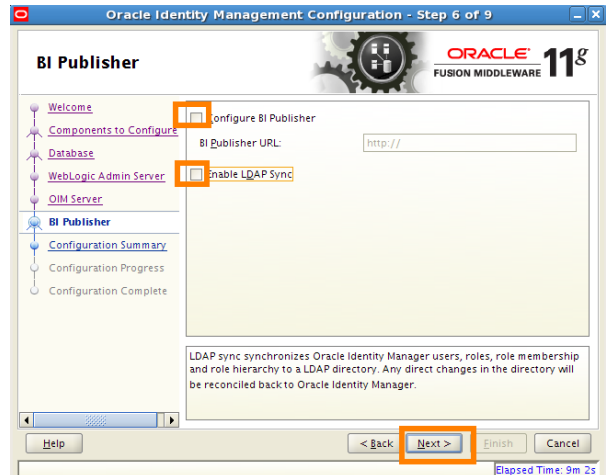 Oracle Identity Management Configuration - Step 6 of 9
BI Publisher
ORACLE
FUSION MIDDLEWARE 11g
Welcome
Components to Configure
Database
WebLogic Admin Server
OIM Server
BI Publisher
Configuration Summary
Configuration Progress
Configuration Complete
Configure BI Publisher
BI Publisher URL: http://
Enable LDAP Sync
LDAP sync synchronizes Oracle Identity Manager users, roles, role membership
and role hierarchy to a LDAP directory. Any direct changes in the directory will
be reconciled back to Oracle Identity Manager.
Help
< Back
Next >
Finish
Cancel
Elapsed Time: 9m 2s